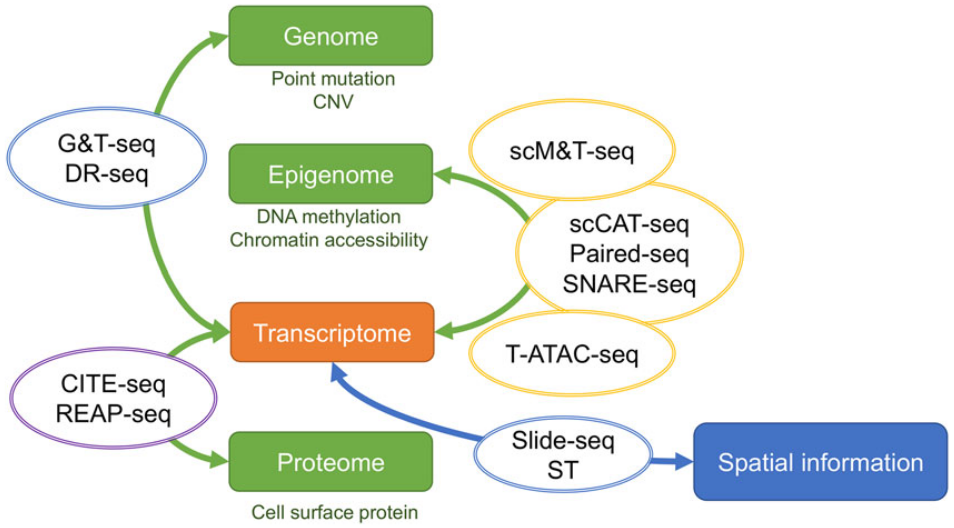 Genome
Point mutation
CNV
G&T-seq
DR-seq
scM&T-seq
Epigenome
DNA methylation
Chromatin accessibility
scCAT-seq
Paired-seq
SNARE-seq
Transcriptome
T-ATAC-seq
CITE-seq
REAP-seq
Slide-seq
ST
Proteome
Cell surface protein
Spatial information